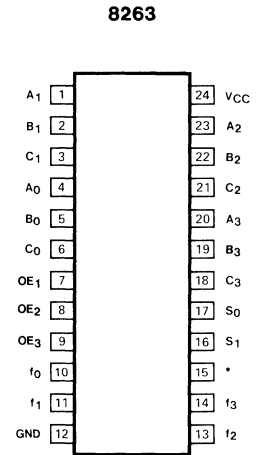 8263
A1 1 24 VCC
B1 2 23 A2
C1 3 22 B2
A0 4 21 C2
B0 5 20 A3
C0 6 19 B3
OE1 7 18 C3
OE2 8 17 S0
OE3 9 16 S1
f0 10 15 *
f1 11 14 f3
GND 12 13 f2